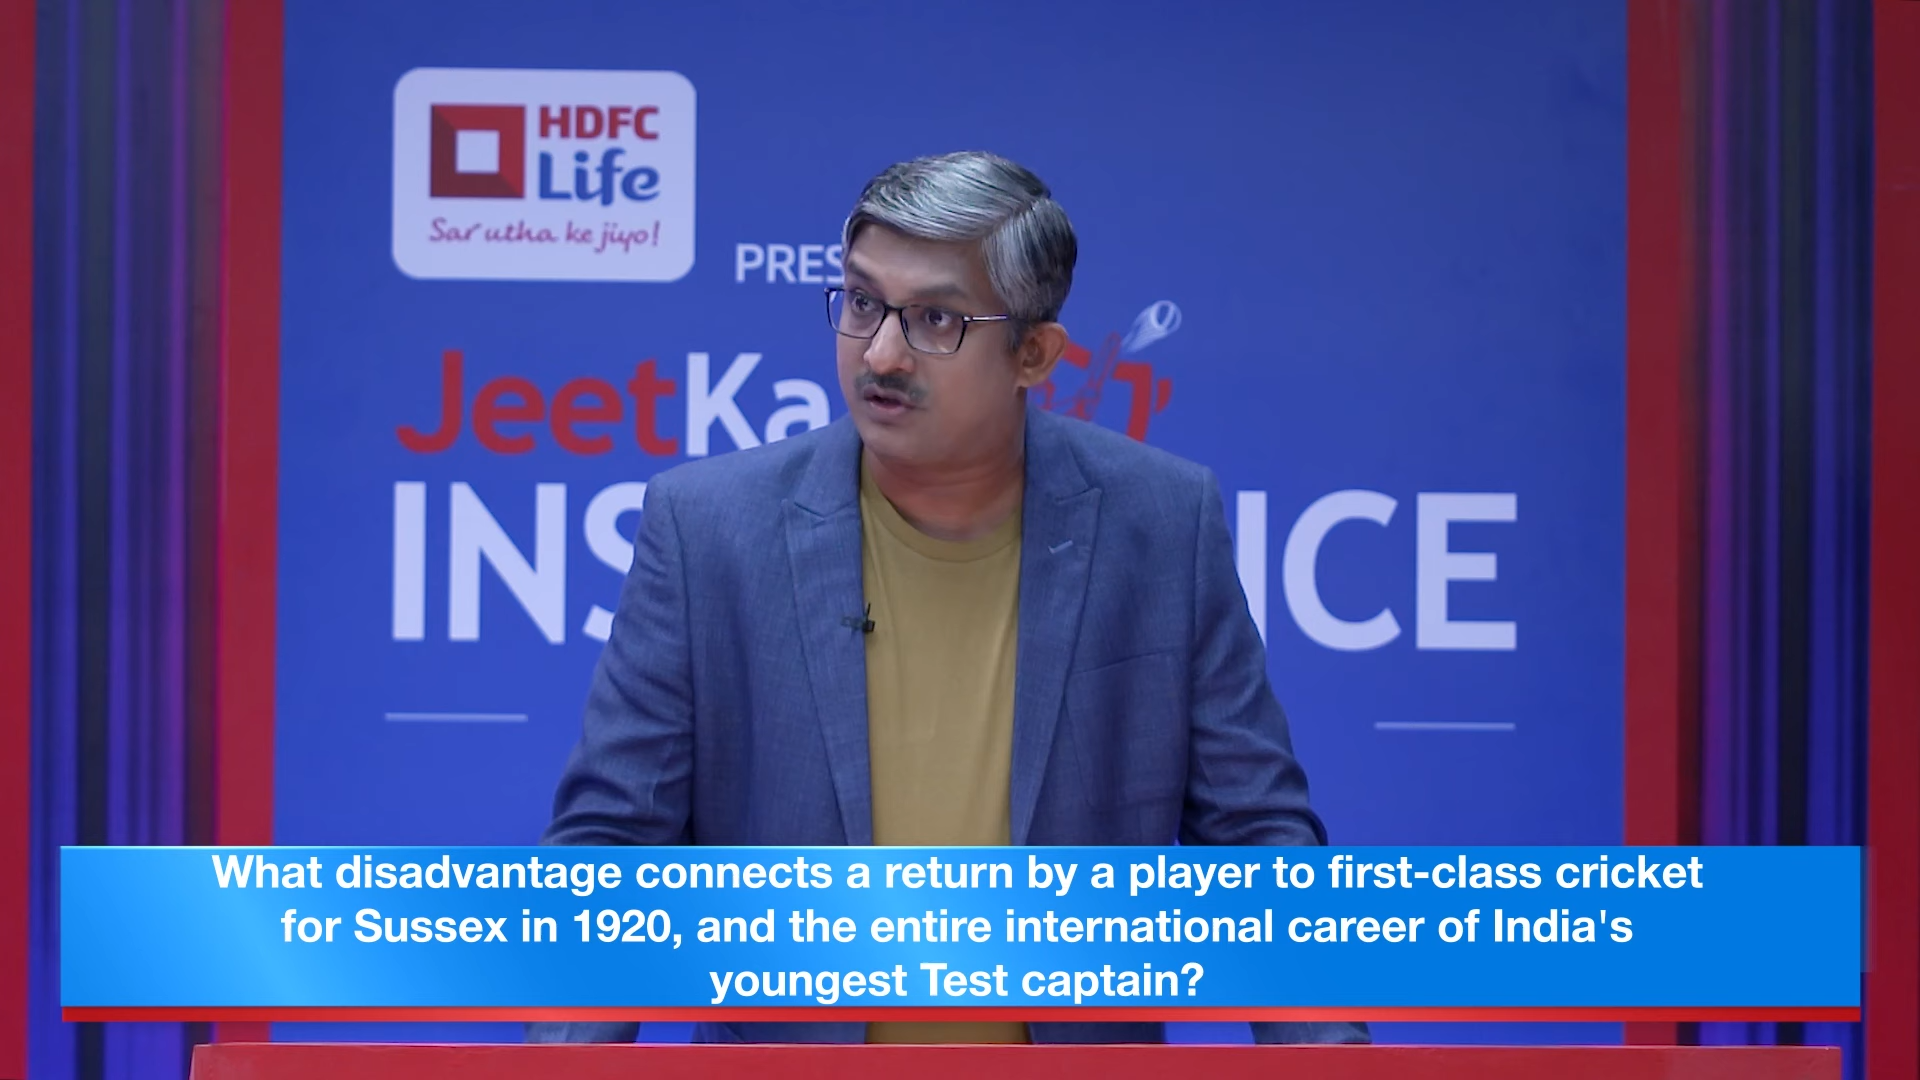 HDFC
Life
Sar utha ke jiyo!
PRES
JeetKa
INS
CE
What disadvantage connects a return by a player to first-class cricket
for Sussex in 1920, and the entire international career of India's
youngest Test captain?